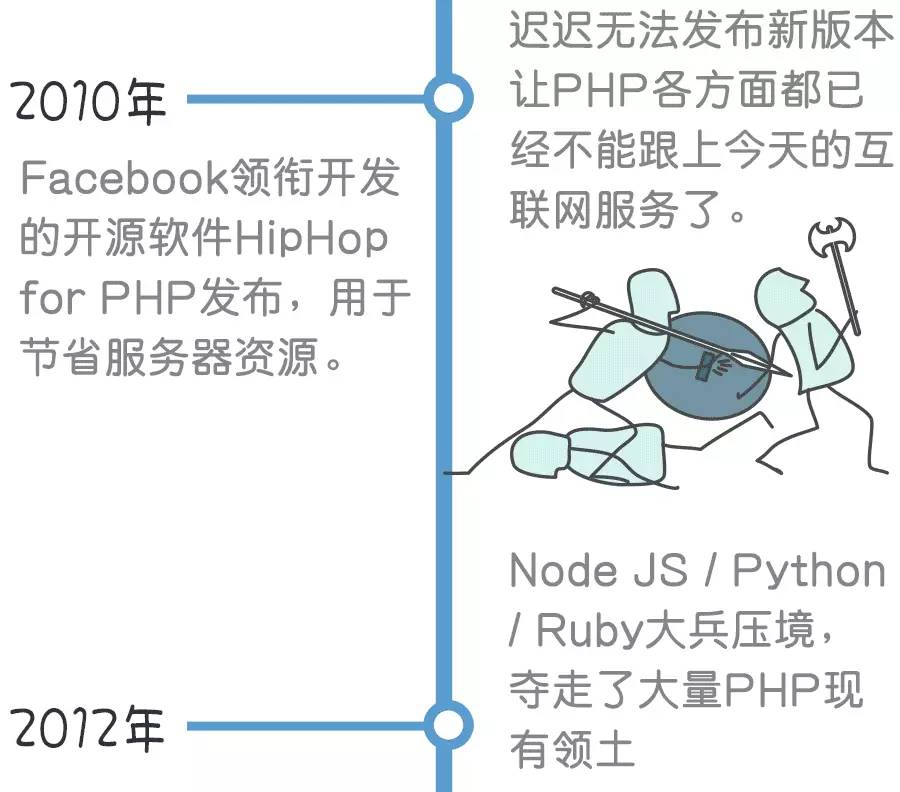 迟迟无法发布新版本
让PHP各方面都已
经不能跟上今天的互
联网服务了。
2010年
Facebook领衔开发
的开源软件HipHop
for PHP发布，用于
节省服务器资源。
Node JS / Python
/ Ruby大兵压境，
夺走了大量PHP现
有领土
2012年